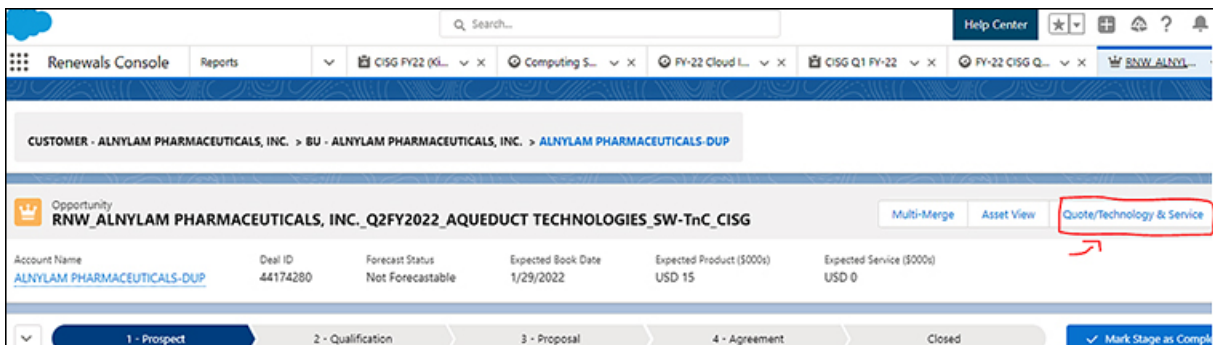 Search...
Help Center
Renewals Console Reports CISG FY22 (Ki... Computing S... FY-22 Cloud I... CISG Q1 FY-22 FY-22 CISG Q... RNW_ALNYL...
CUSTOMER - ALNYLAM PHARMACEUTICALS, INC. > BU - ALNYLAM PHARMACEUTICALS, INC. > ALNYLAM PHARMACEUTICALS-DUP
Opportunity
RNW_ALNYLAM PHARMACEUTICALS, INC._Q2FY2022_AQUEDUCT TECHNOLOGIES_SW-TnC_CISG
Multi-Merge Asset View Quote/Technology & Service
Account Name Deal ID Forecast Status Expected Book Date Expected Product ($000s) Expected Service ($000s)
ALNYLAM PHARMACEUTICALS-DUP 44174280 Not Forecastable 1/29/2022 USD 15 USD 0
1 - Prospect 2 - Qualification 3 - Proposal 4 - Agreement Closed Mark Stage as Comple